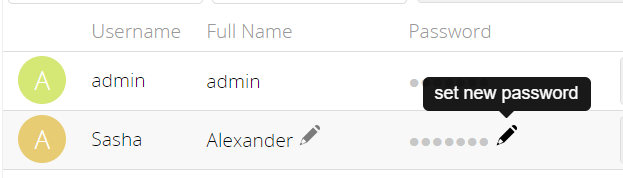 Username Full Name Password
A admin admin
set new password
A Sasha Alexander